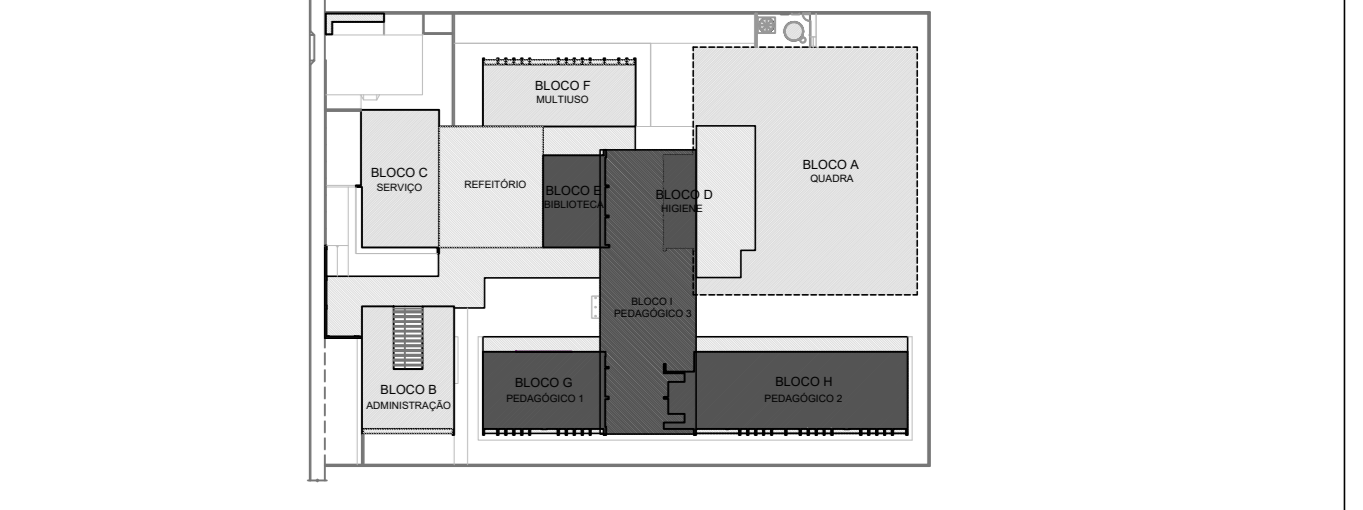 BLOCO F
MULTIUSO
BLOCO A
QUADRA
BLOCO C
SERVIÇO
REFEITÓRIO
BLOCO E
BIBLIOTECA
BLOCO D
HIGIENE
BLOCO I
PEDAGÓGICO 3
BLOCO B
ADMINISTRAÇÃO
BLOCO G
PEDAGÓGICO 1
BLOCO H
PEDAGÓGICO 2